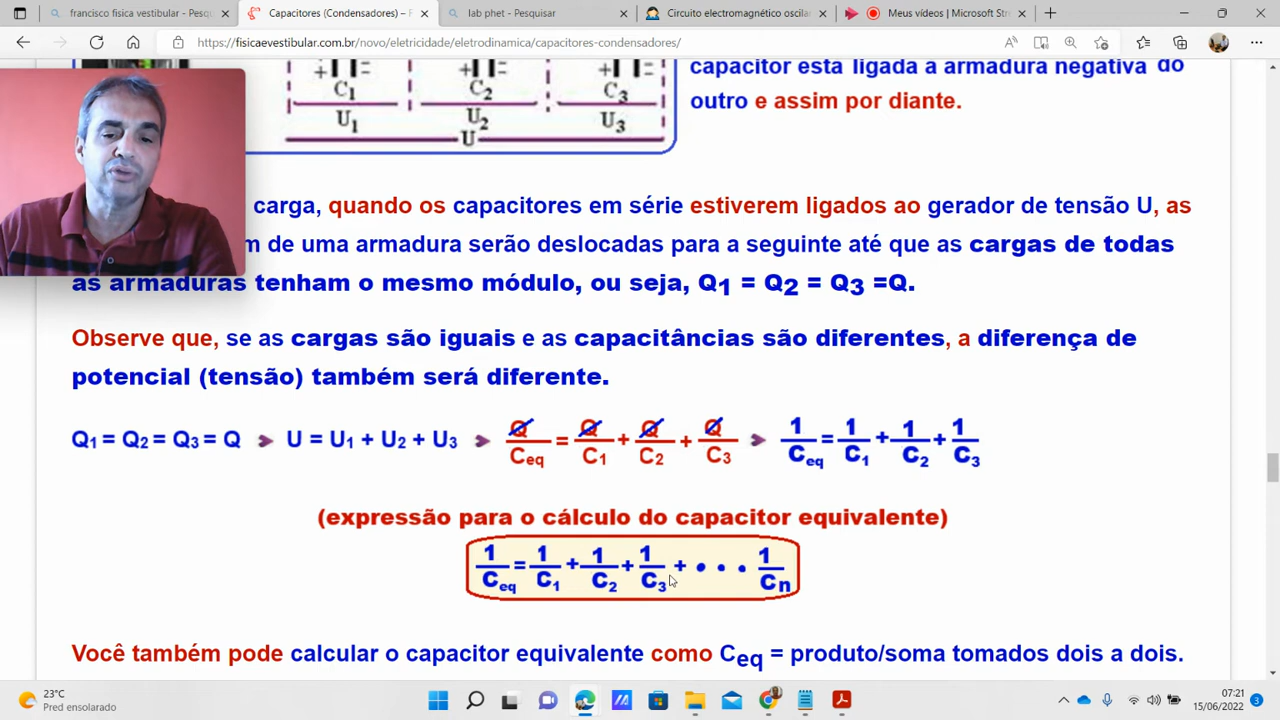 francisco fisica vestibular - Pesqu
Capacitores (Condensadores) – F
lab phet - Pesquisar
Circuito electromagnético oscila
Meus vídeos | Microsoft Str
https://fisicaevestibular.com.br/novo/eletricidade/eletrodinamica/capacitores-condensadores/
C1 C2 C3
U1 U2 U3
U
capacitor está ligada a armadura negativa do
outro e assim por diante.
carga, quando os capacitores em série estiverem ligados ao gerador de tensão U, as
m de uma armadura serão deslocadas para a seguinte até que as cargas de todas
as armaduras tenham o mesmo módulo, ou seja, Q1 = Q2 = Q3 =Q.
Observe que, se as cargas são iguais e as capacitâncias são diferentes, a diferença de
potencial (tensão) também será diferente.
Q1 = Q2 = Q3 = Q U = U1 + U2 + U3 Q/Ceq = Q/C1 + Q/C2 + Q/C3 1/Ceq = 1/C1 + 1/C2 + 1/C3
(expressão para o cálculo do capacitor equivalente)
1/Ceq = 1/C1 + 1/C2 + 1/C3 + • • • 1/Cn
Você também pode calcular o capacitor equivalente como Ceq = produto/soma tomados dois a dois.
23°C
Pred ensolarado
07:21
15/06/2022
3